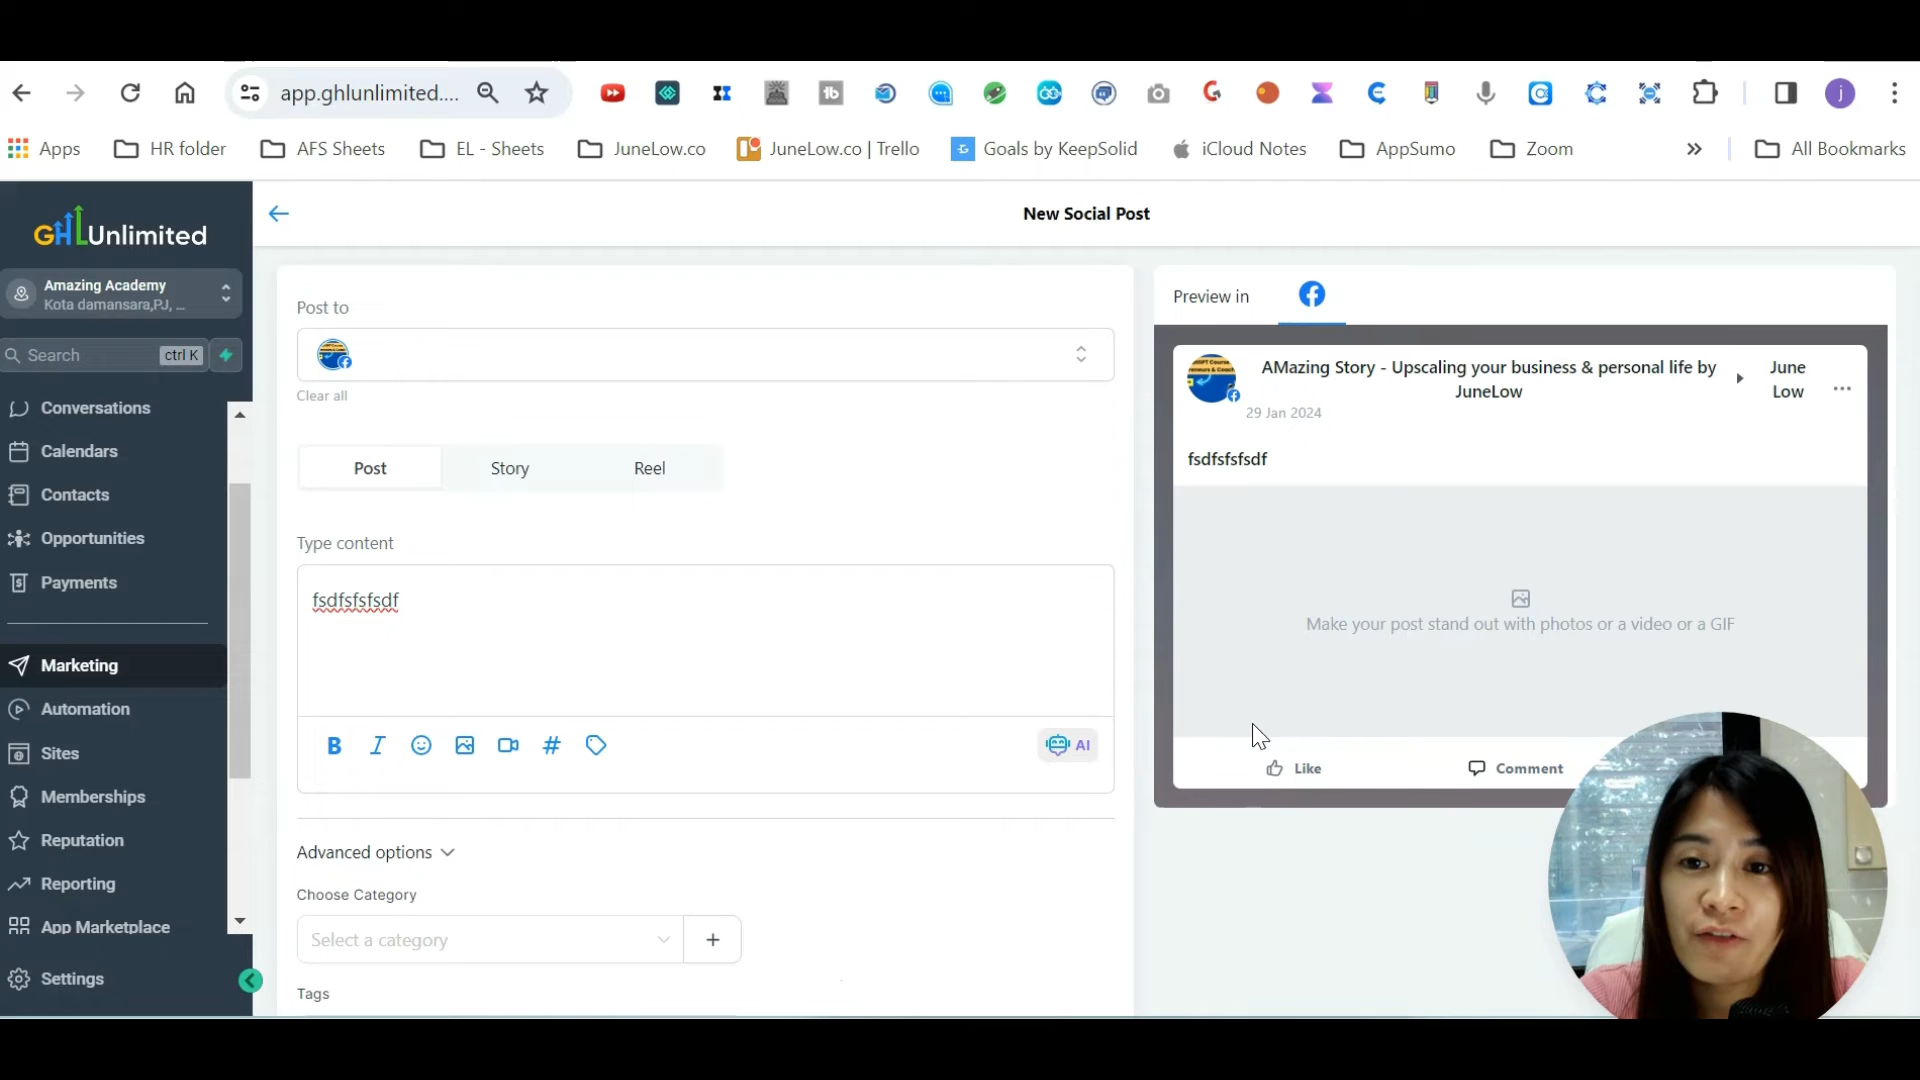 app.ghlunlimited....
Apps
HR folder
AFS Sheets
EL - Sheets
JuneLow.co
JuneLow.co | Trello
Goals by KeepSolid
iCloud Notes
AppSumo
Zoom
All Bookmarks
GHL Unlimited
Amazing Academy
Kota damansara,PJ, ...
Search
ctrl K
Conversations
Calendars
Contacts
Opportunities
Payments
Marketing
Automation
Sites
Memberships
Reputation
Reporting
App Marketplace
Settings
New Social Post
Post to
Clear all
Post
Story
Reel
Type content
fsdfsfsfsdf
B
I
#
AI
Advanced options
Choose Category
Select a category
+
Tags
Preview in
AMazing Story - Upscaling your business & personal life by
JuneLow
June
Low
29 Jan 2024
fsdfsfsfsdf
Make your post stand out with photos or a video or a GIF
Like
Comment